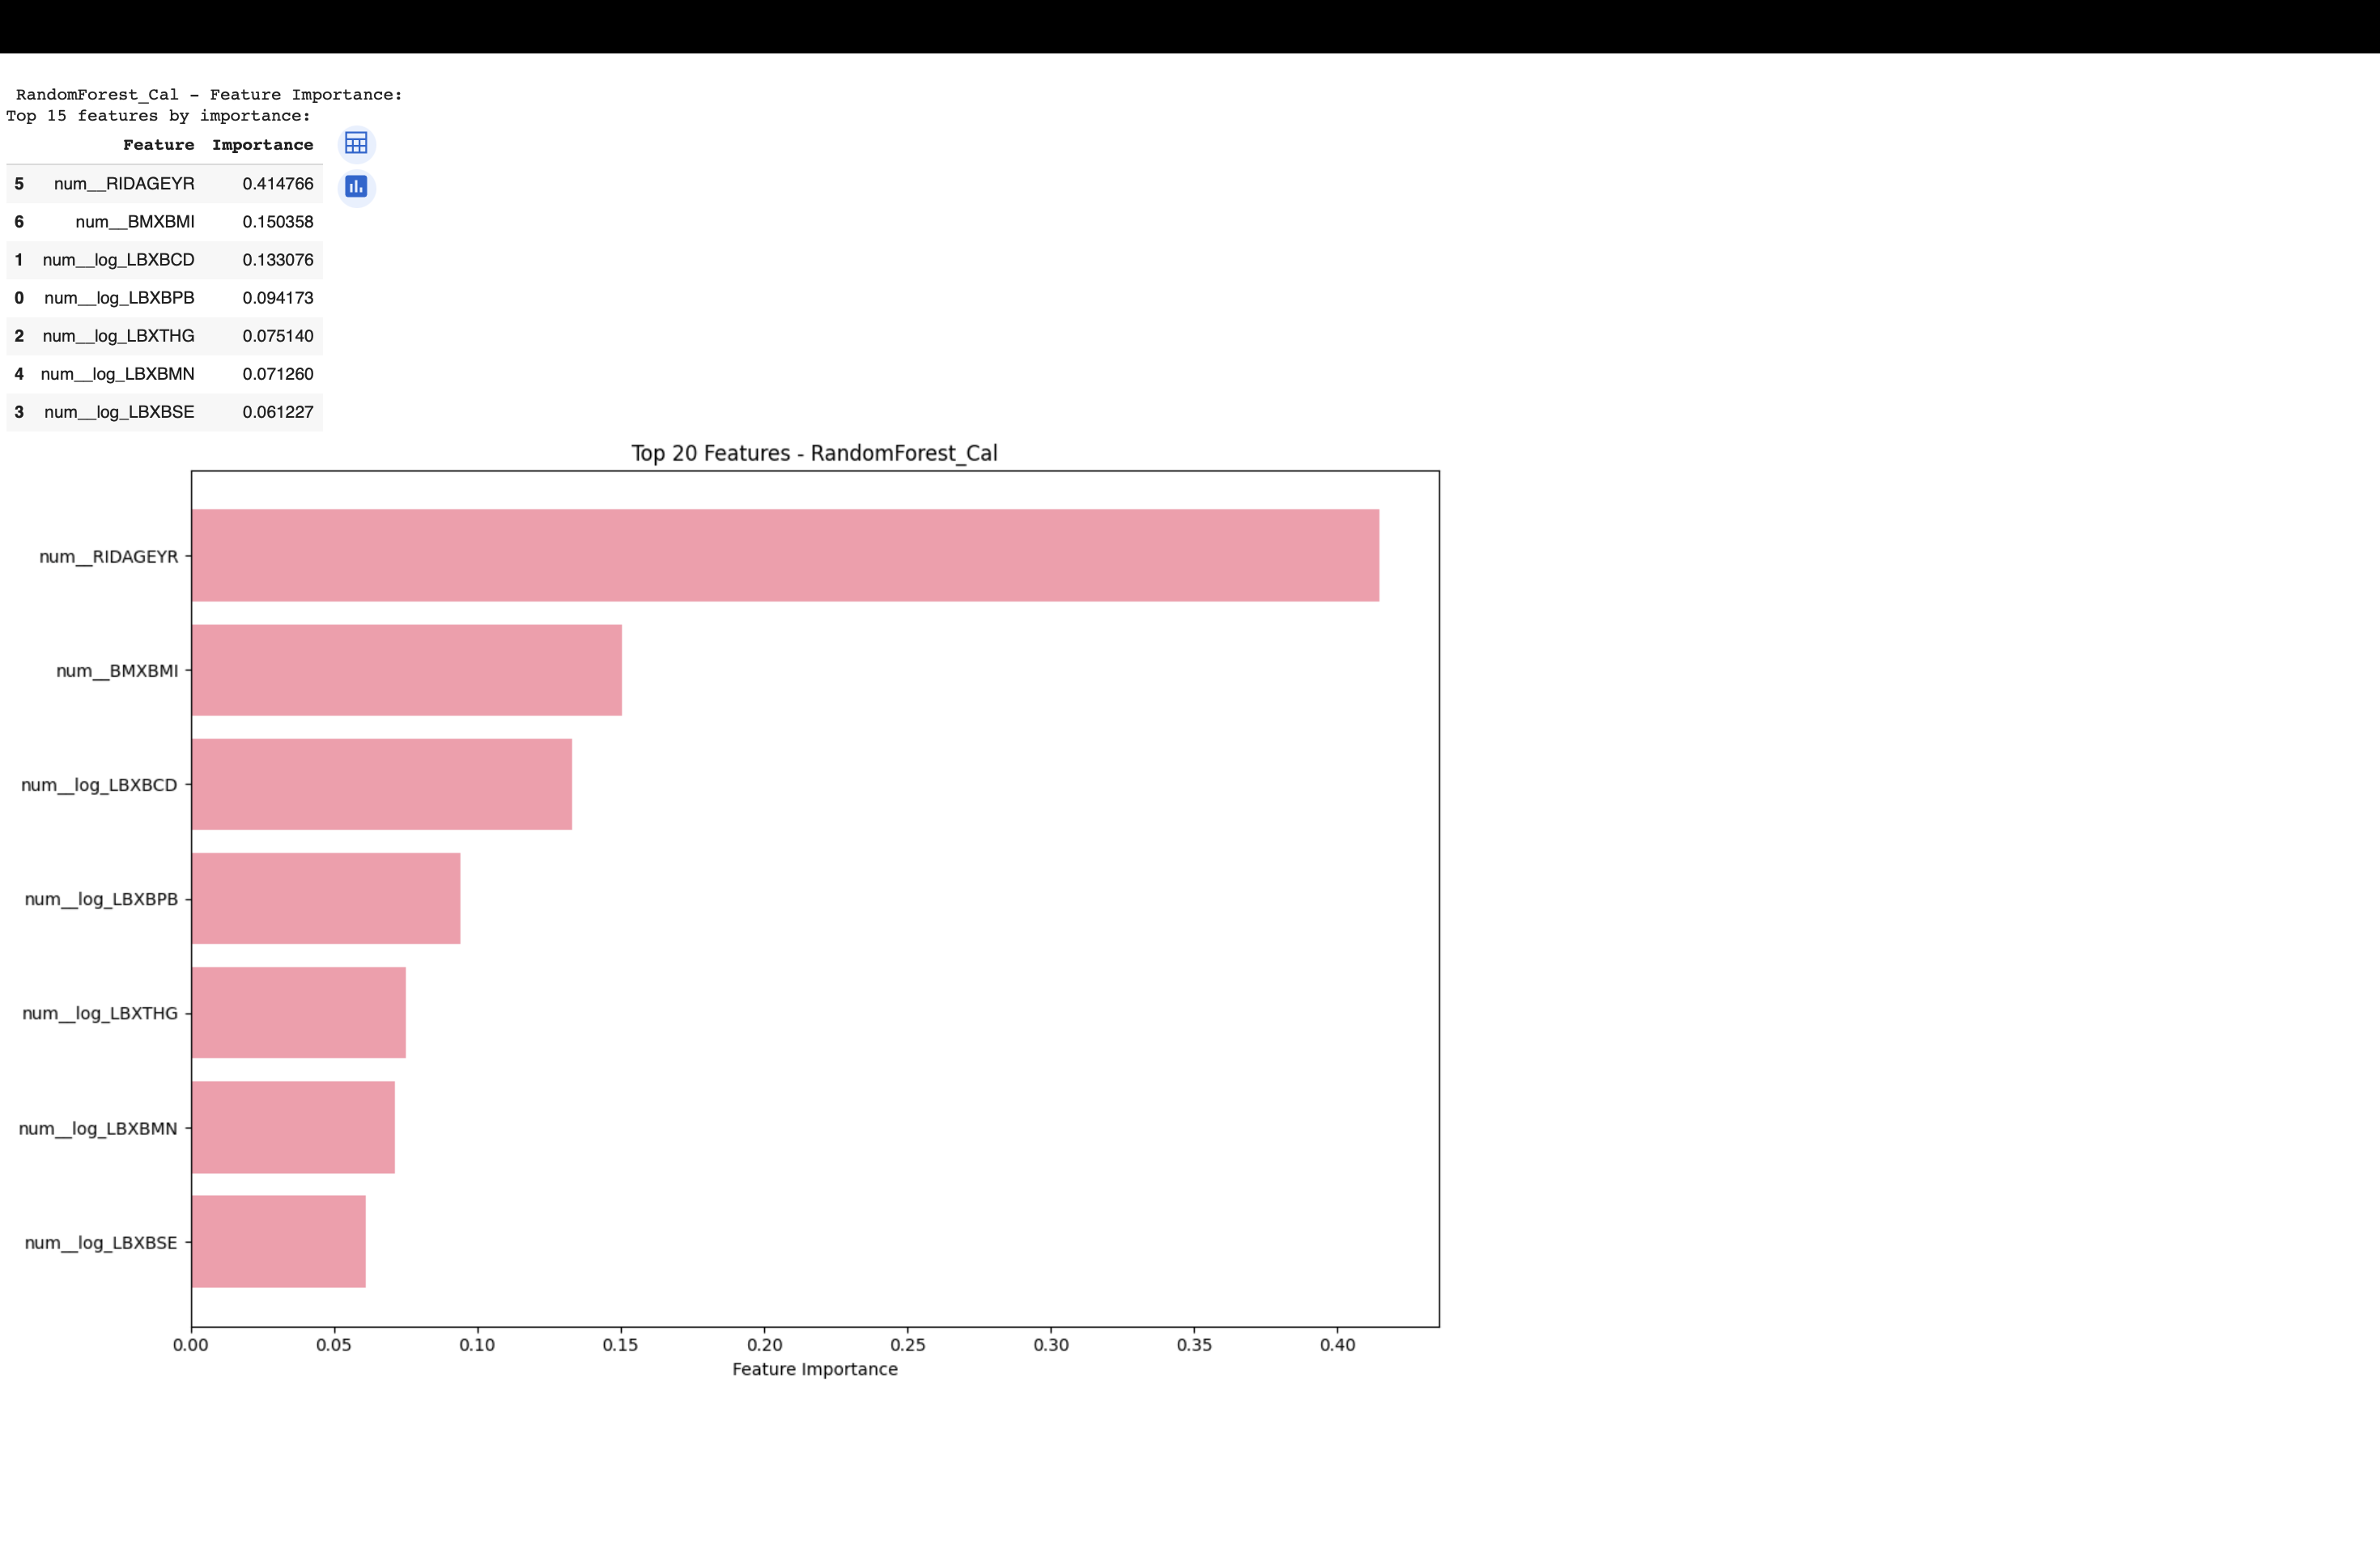 RandomForest_Cal - Feature Importance:
Top 15 features by importance:
Feature Importance
5 num__RIDAGEYR 0.414766
6 num__BMXBMI 0.150358
1 num__log_LBXBCD 0.133076
0 num__log_LBXBPB 0.094173
2 num__log_LBXTHG 0.075140
4 num__log_LBXBMN 0.071260
3 num__log_LBXBSE 0.061227
Top 20 Features - RandomForest_Cal
num__RIDAGEYR
num__BMXBMI
num__log_LBXBCD
num__log_LBXBPB
num__log_LBXTHG
num__log_LBXBMN
num__log_LBXBSE
0.00 0.05 0.10 0.15 0.20 0.25 0.30 0.35 0.40
Feature Importance